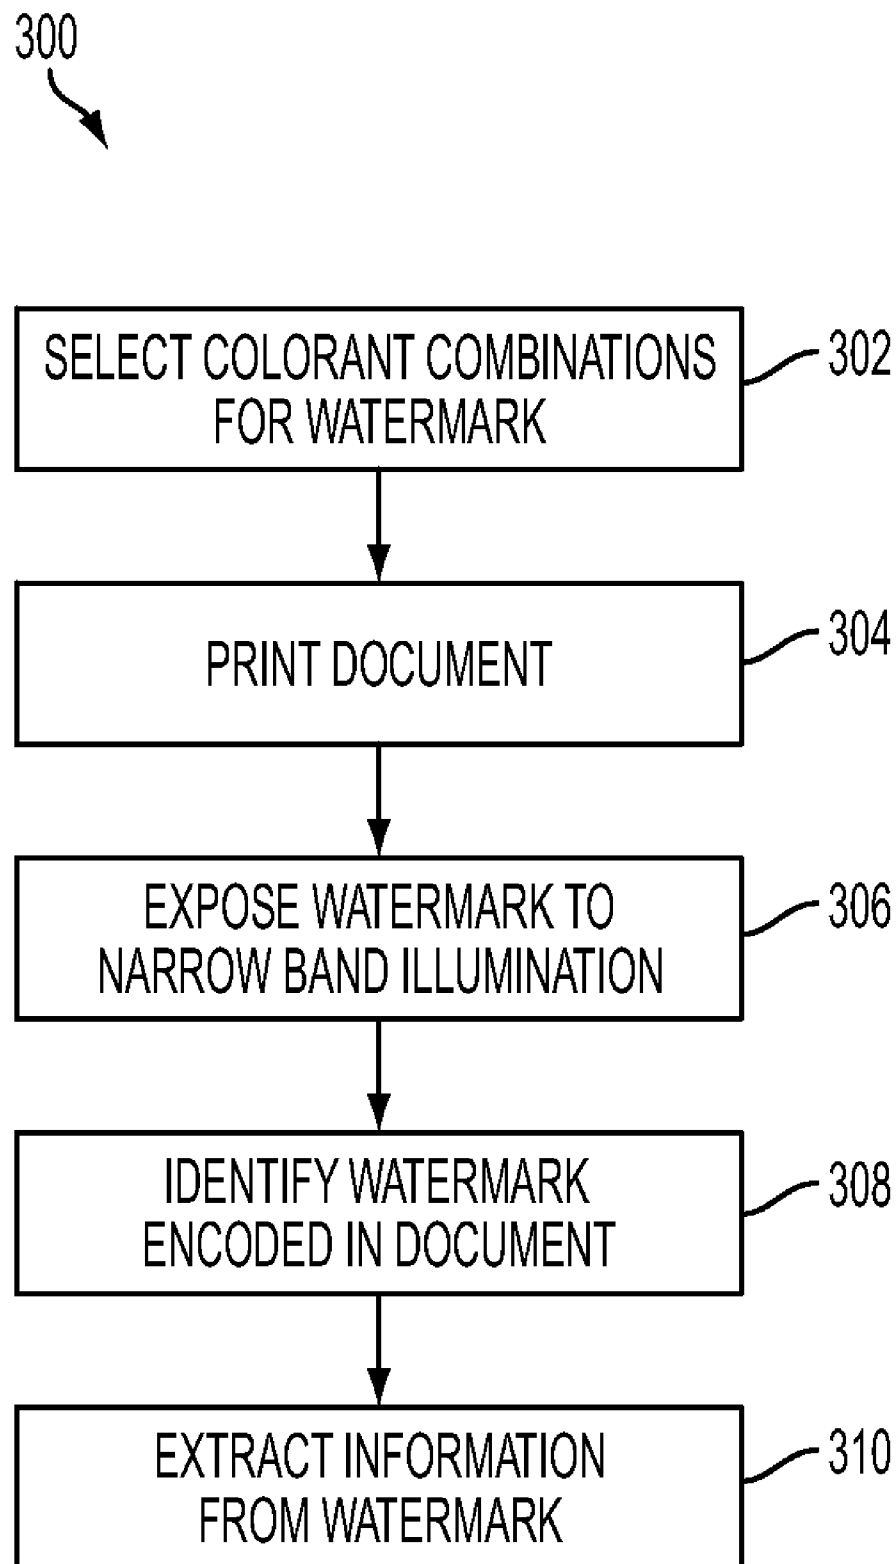 300
SELECT COLORANT COMBINATIONS
FOR WATERMARK
302
PRINT DOCUMENT
304
EXPOSE WATERMARK TO
NARROW BAND ILLUMINATION
306
IDENTIFY WATERMARK
ENCODED IN DOCUMENT
308
EXTRACT INFORMATION
FROM WATERMARK
310